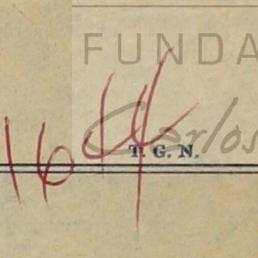 FUNDA
Carlos
1644
T. G. N.